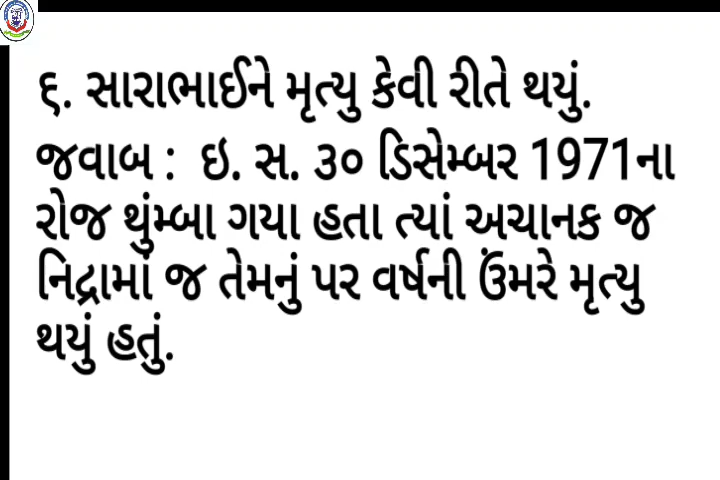 ૬. સારાભાઈને મૃત્યુ કેવી રીતે થયું.
જવાબ : ઇ. સ. ૩૦ ડિસેમ્બર 1971ના
રોજ થુંમ્બા ગયા હતા ત્યાં અચાનક જ
નિદ્રામાં જ તેમનું પર વર્ષની ઉંમરે મૃત્યુ
થયું હતું.